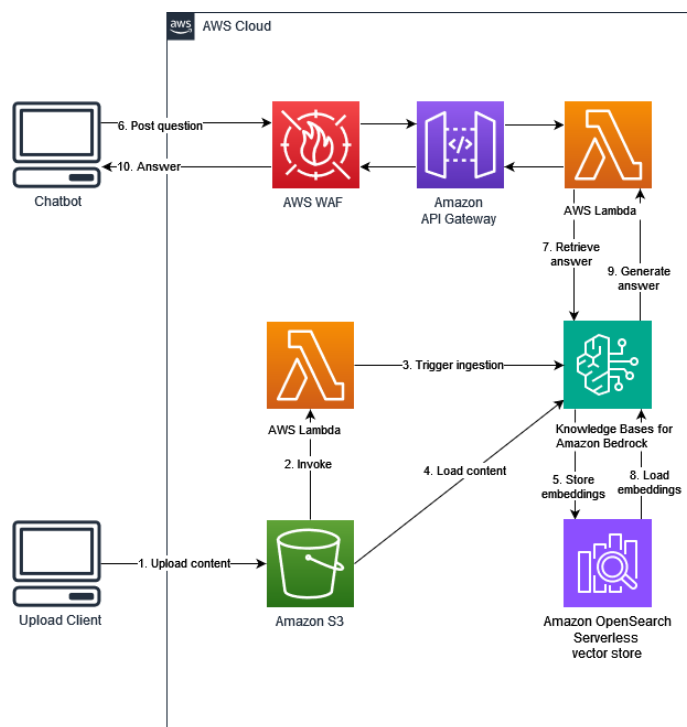 aws
AWS Cloud
6. Post question
10. Answer
Chatbot
AWS WAF
</>
Amazon
API Gateway
AWS Lambda
7. Retrieve
answer
9. Generate
answer
3. Trigger ingestion
AWS Lambda
Knowledge Bases for
Amazon Bedrock
2. Invoke
4. Load content
5. Store
embeddings
8. Load
embeddings
1. Upload content
Upload Client
Amazon S3
Amazon OpenSearch
Serverless
vector store